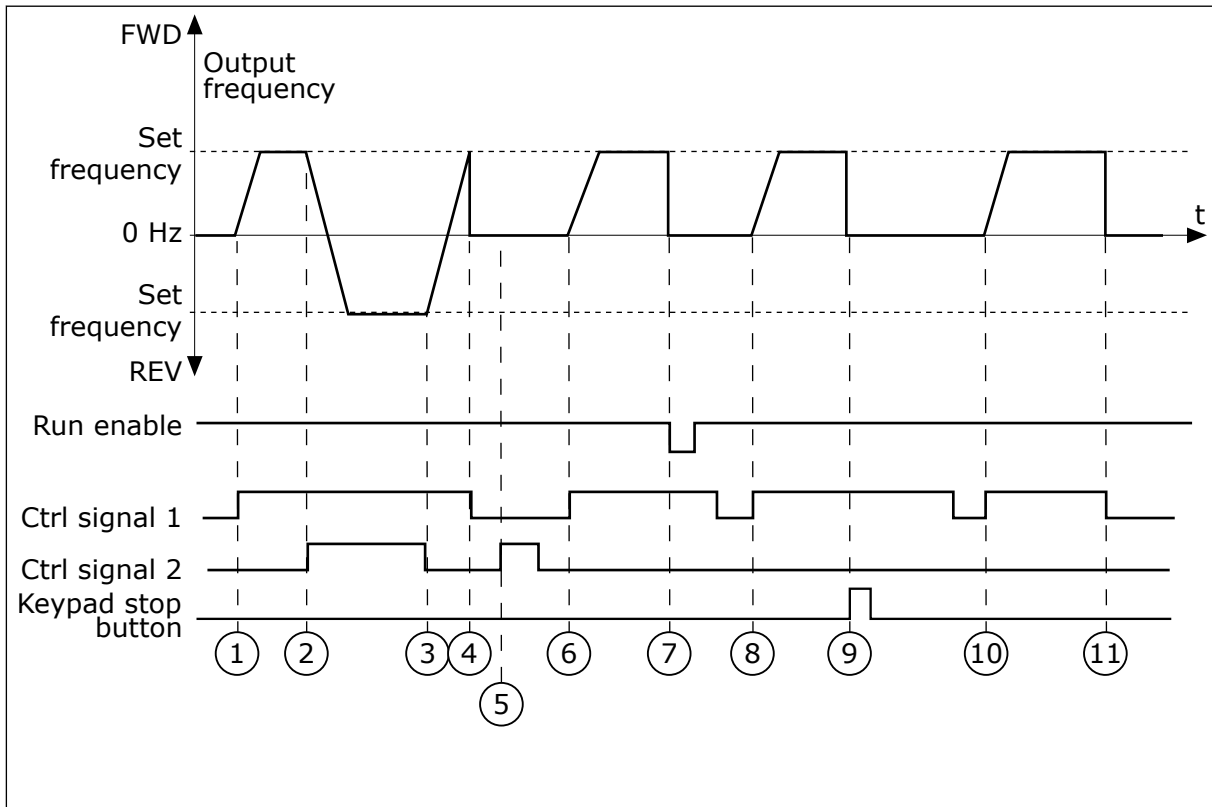 FWD
Output
frequency
Set
frequency
0 Hz
t
Set
frequency
REV
Run enable
Ctrl signal 1
Ctrl signal 2
Keypad stop
button
1 2 3 4 6 7 8 9 10 11
5